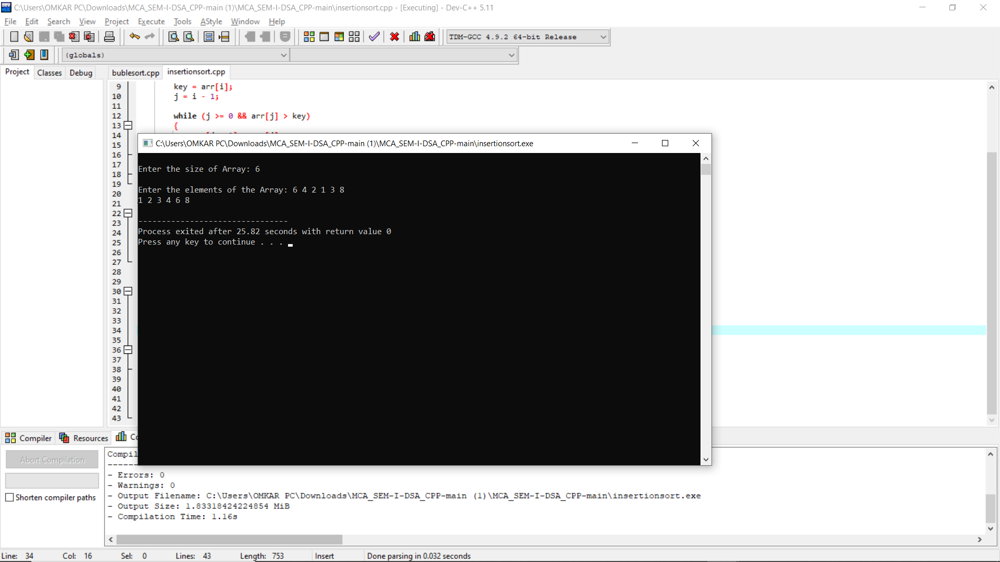 C:\Users\OMKAR PC\Downloads\MCA_SEM-I-DSA_CPP-main (1)\MCA_SEM-I-DSA_CPP-main\insertionsort.cpp - [Executing] - Dev-C++ 5.11
File Edit Search View Project Execute Tools AStyle Window Help
TDM-GCC 4.9.2 64-bit Release
(globals)
Project Classes Debug bublesort.cpp insertionsort.cpp
9 key = arr[i];
10 j = i - 1;
11
12 while (j >= 0 && arr[j] > key)
13 {
14
15
16
17
18
19
20
21
22
23
24
25
26
27
28
29
30
31
32
33
34
35
36
37
38
39
40
41
42
43
C:\Users\OMKAR PC\Downloads\MCA_SEM-I-DSA_CPP-main (1)\MCA_SEM-I-DSA_CPP-main\insertionsort.exe
Enter the size of Array: 6
Enter the elements of the Array: 6 4 2 1 3 8
1 2 3 4 6 8
--------------------------------
Process exited after 25.82 seconds with return value 0
Press any key to continue . . .
Compiler Resources Co
Abort Compilation
Shorten compiler paths
Compil
------
- Errors: 0
- Warnings: 0
- Output Filename: C:\Users\OMKAR PC\Downloads\MCA_SEM-I-DSA_CPP-main (1)\MCA_SEM-I-DSA_CPP-main\insertionsort.exe
- Output Size: 1.83318424224854 MiB
- Compilation Time: 1.16s
Line: 34 Col: 16 Sel: 0 Lines: 43 Length: 753 Insert Done parsing in 0.032 seconds